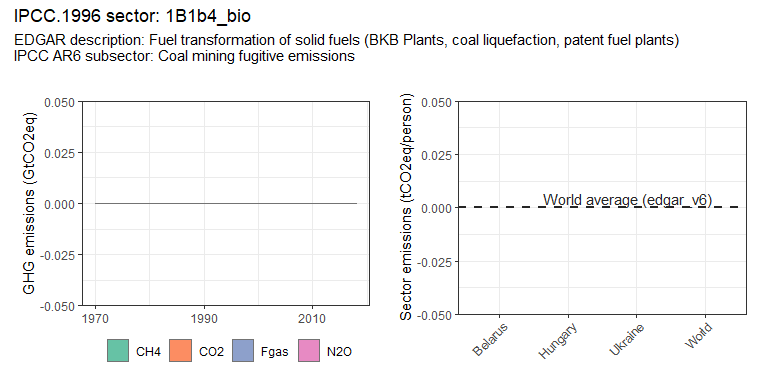 IPCC.1996 sector: 1B1b4_bio
EDGAR description: Fuel transformation of solid fuels (BKB Plants, coal liquefaction, patent fuel plants)
IPCC AR6 subsector: Coal mining fugitive emissions
GHG emissions (GtCO2eq)
0.050
0.025
0.000
-0.025
-0.050
1970
1990
2010
CH4
CO2
Fgas
N2O
Sector emissions (tCO2eq/person)
0.050
0.025
0.000
-0.025
-0.050
World average (edgar_v6)
Belarus
Hungary
Ukraine
World